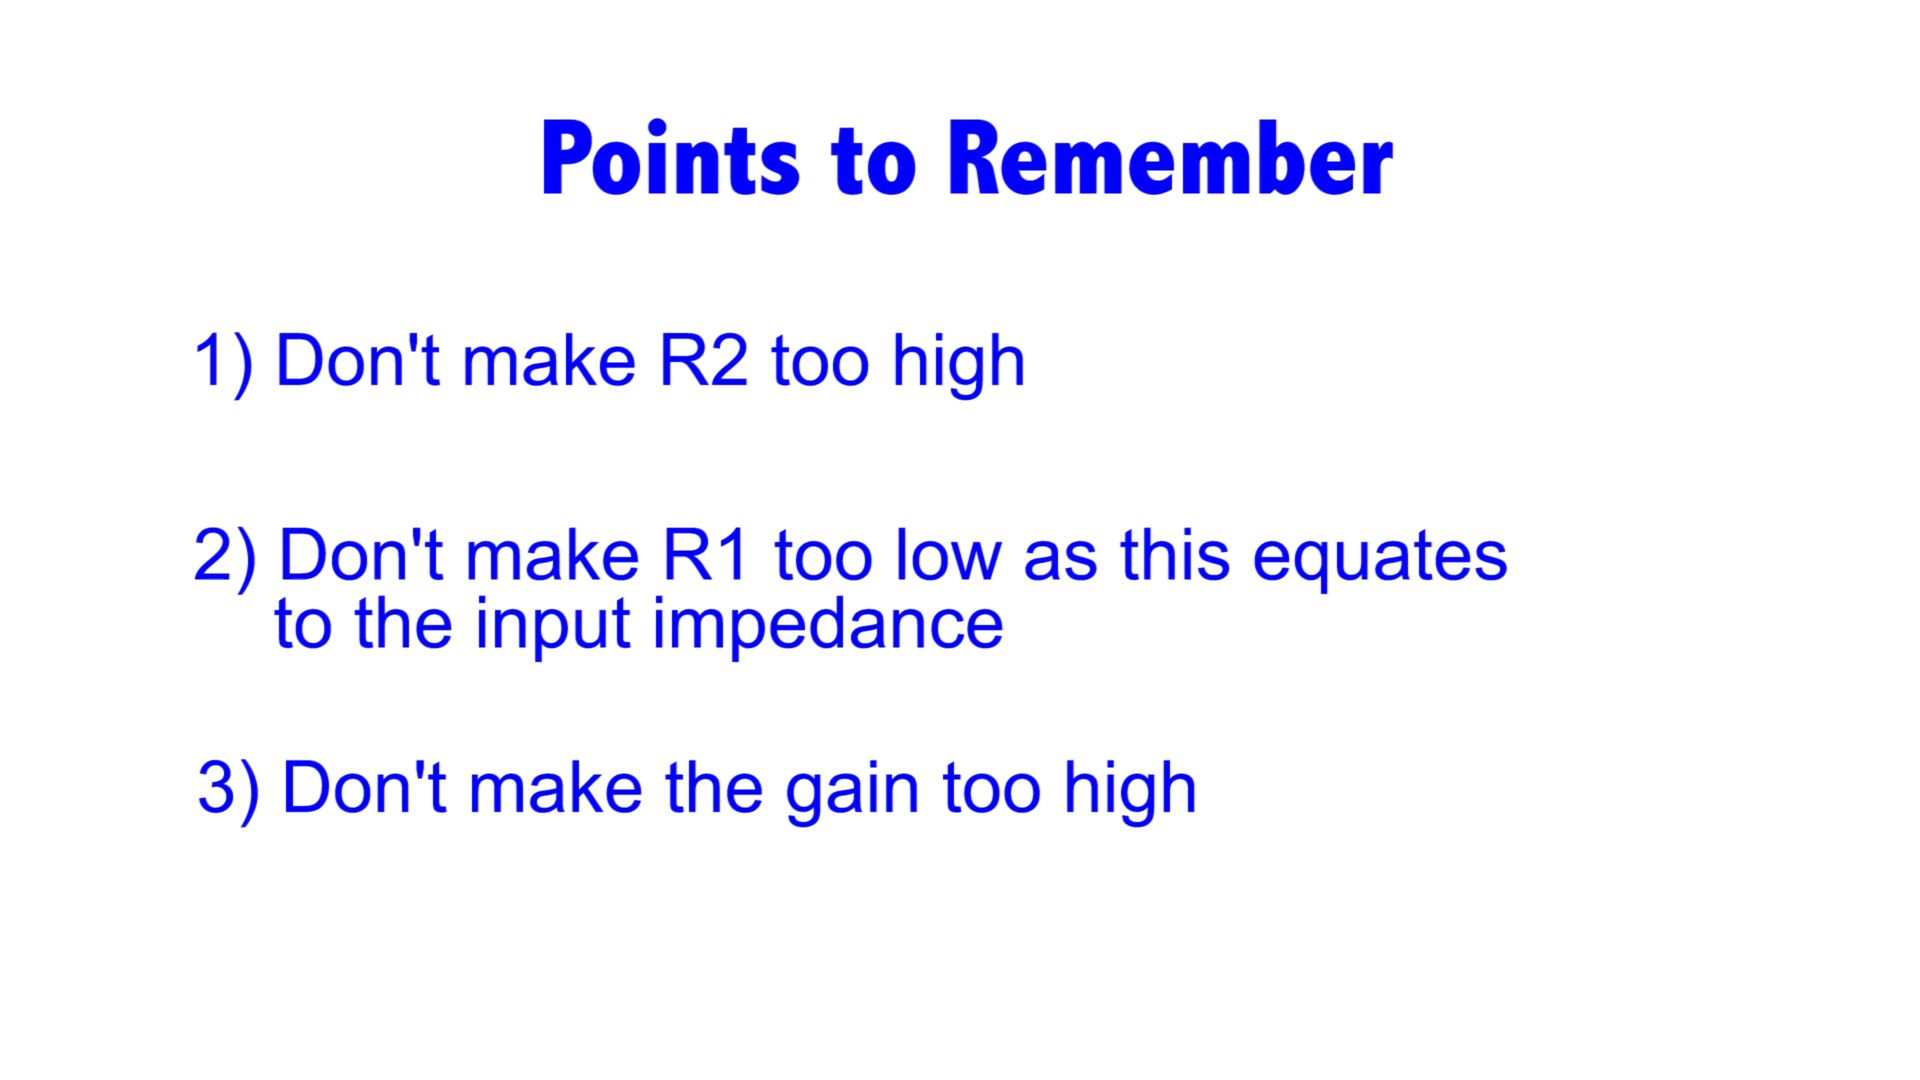 Points to Remember
1) Don't make R2 too high
2) Don't make R1 too low as this equates
to the input impedance
3) Don't make the gain too high